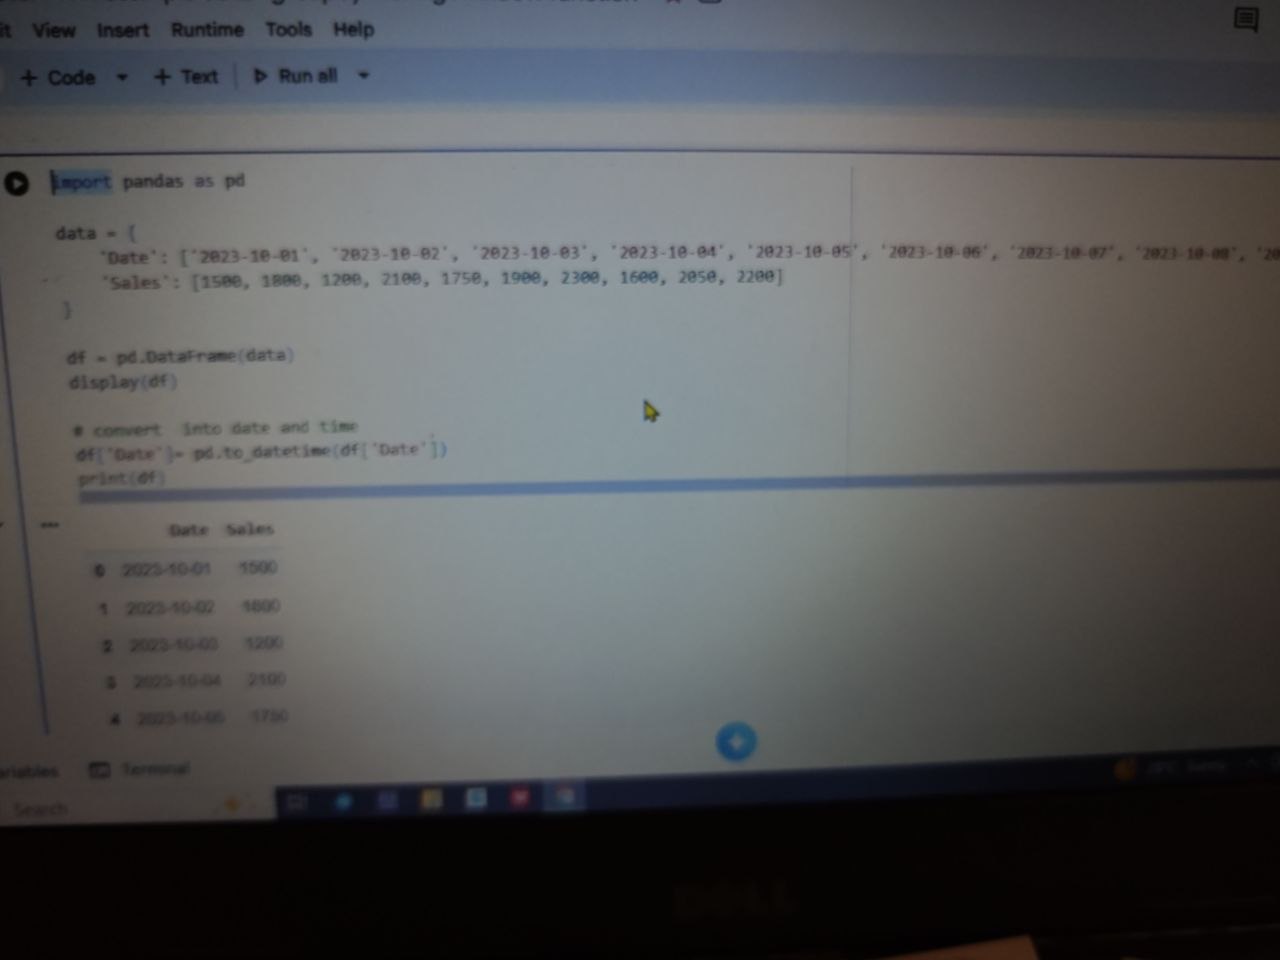 View Insert Runtime Tools Help
+ Code + Text Run all
import pandas as pd
data = {
'Date': ['2023-10-01', '2023-10-02', '2023-10-03', '2023-10-04', '2023-10-05', '2023-10-06', '2023-10-07', '2023-10-08', '20
'Sales': [1500, 1800, 1200, 2100, 1750, 1900, 2300, 1600, 2050, 2200]
}
df = pd.DataFrame(data)
display(df)
# convert  into date and time
df['Date']= pd.to_datetime(df['Date'])
print(df)
Date Sales
0 2023-10-01 1500
1 2023-10-02 1800
2 2023-10-03 1200
3 2023-10-04 2100
4 2023-10-05 1750
Terminal
Search
DELL